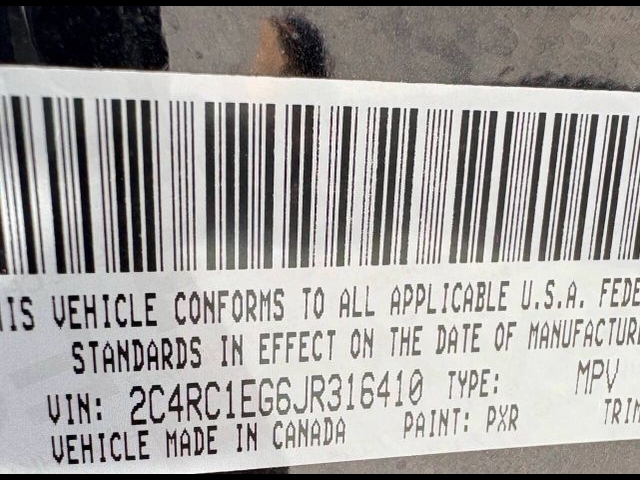 IS VEHICLE CONFORMS TO ALL APPLICABLE U.S.A. FEDE
STANDARDS IN EFFECT ON THE DATE OF MANUFACTURE
VIN: 2C4RC1EG6JR316410 TYPE: MPV
VEHICLE MADE IN CANADA PAINT: PXR TRIM